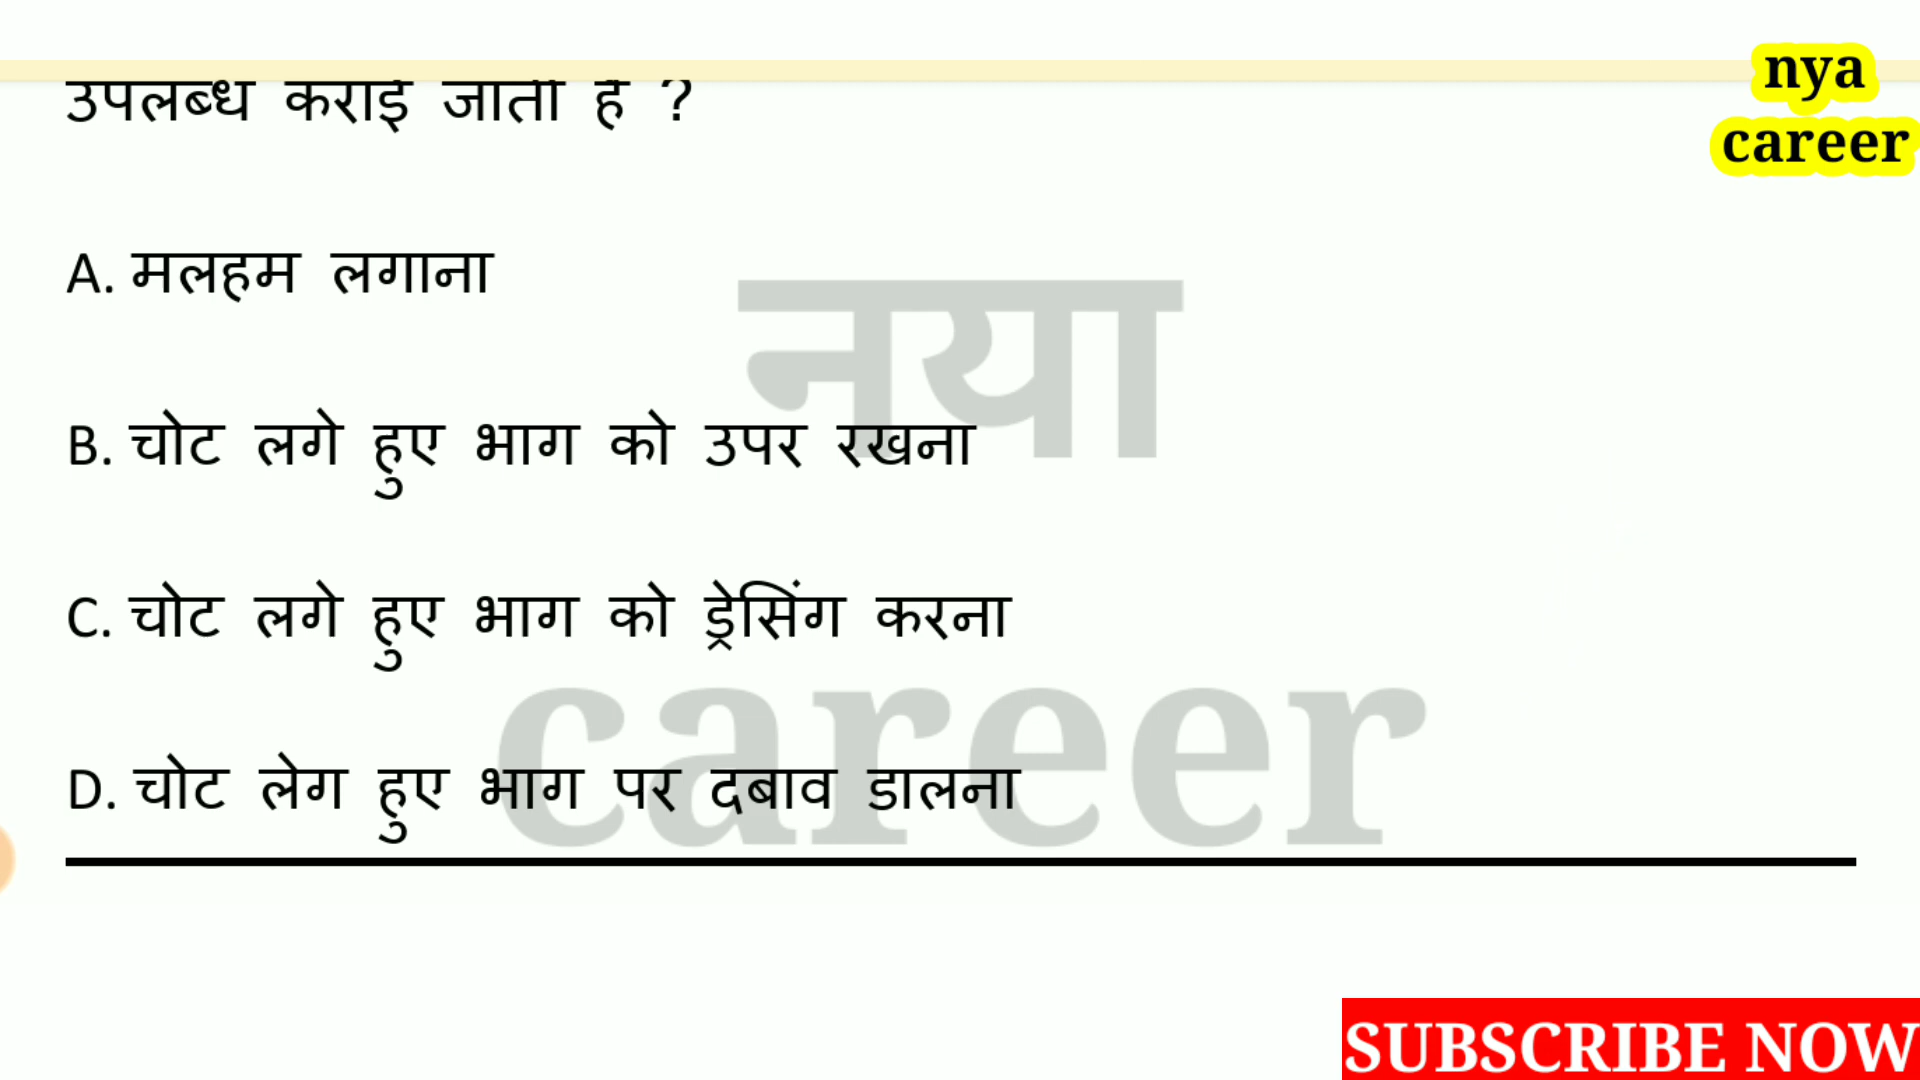 उपलब्ध कराई जाती है ?
nya
career
A. मलहम लगाना
नया
B. चोट लगे हुए भाग को उपर रखना
C. चोट लगे हुए भाग को ड्रेसिंग करना
career
D. चोट लेग हुए भाग पर दबाव डालना
SUBSCRIBE NOW